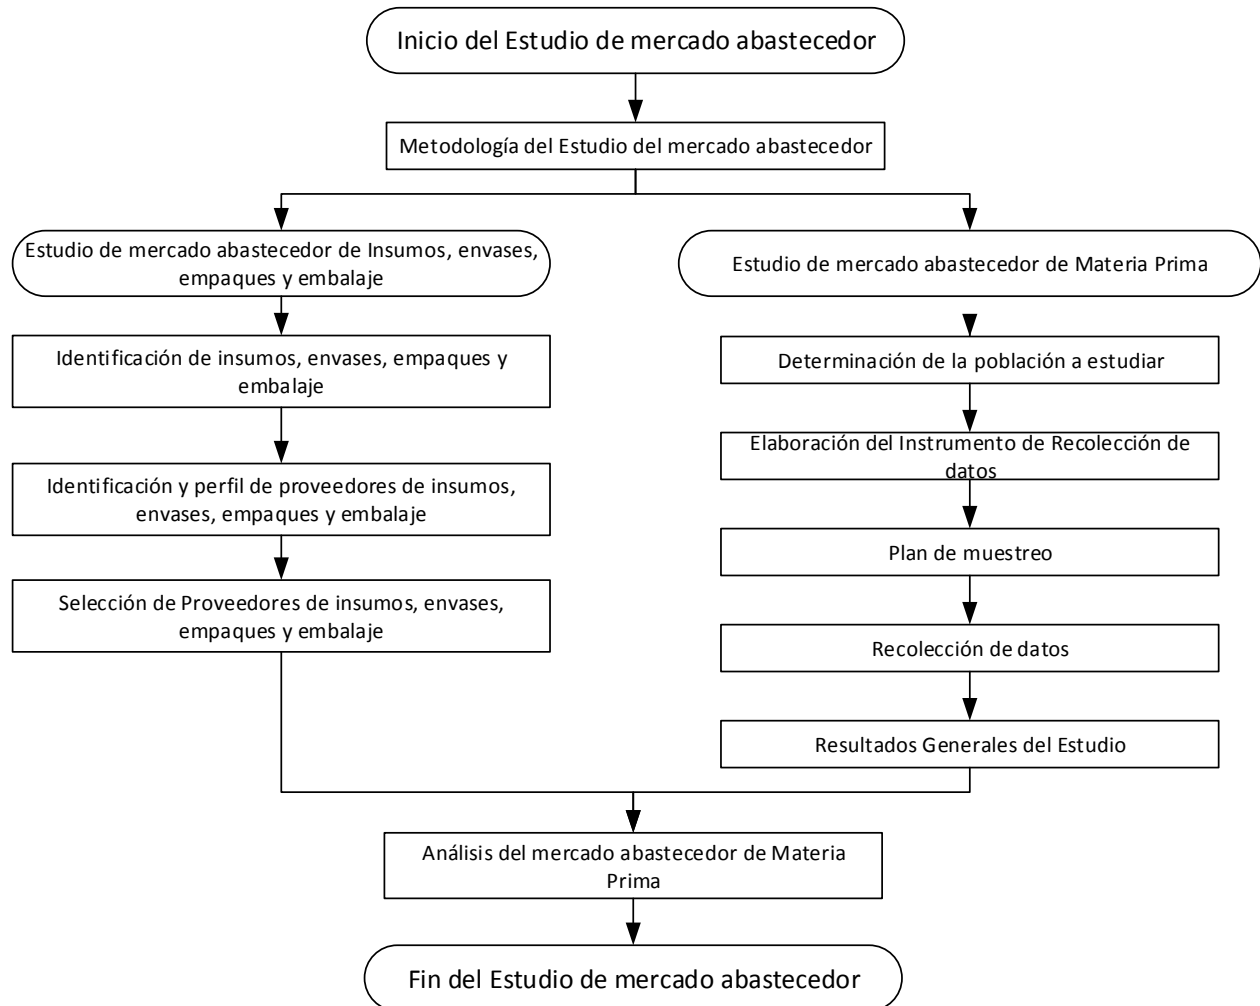 Inicio del Estudio de mercado abastecedor
Metodología del Estudio del mercado abastecedor
Estudio de mercado abastecedor de Insumos, envases,
empaques y embalaje
Identificación de insumos, envases, empaques y
embalaje
Identificación y perfil de proveedores de insumos,
envases, empaques y embalaje
Selección de Proveedores de insumos, envases,
empaques y embalaje
Estudio de mercado abastecedor de Materia Prima
Determinación de la población a estudiar
Elaboración del Instrumento de Recolección de
datos
Plan de muestreo
Recolección de datos
Resultados Generales del Estudio
Análisis del mercado abastecedor de Materia
Prima
Fin del Estudio de mercado abastecedor